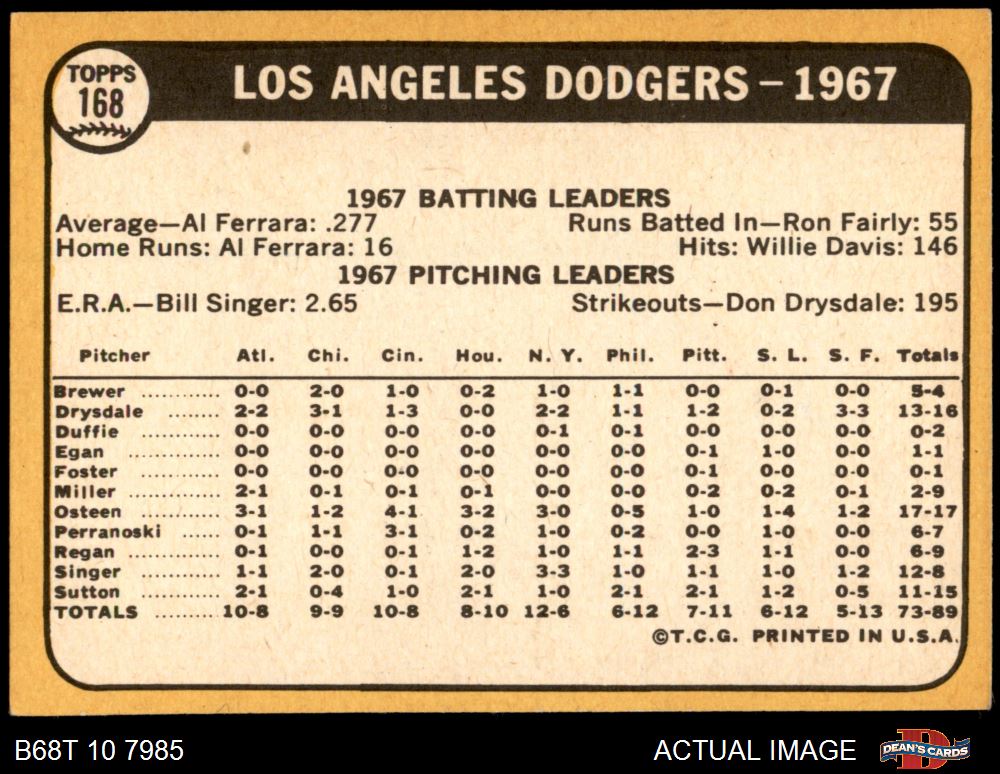 TOPPS
168
LOS ANGELES DODGERS – 1967
1967 BATTING LEADERS
Average—Al Ferrara: .277 Runs Batted In—Ron Fairly: 55
Home Runs: Al Ferrara: 16 Hits: Willie Davis: 146
1967 PITCHING LEADERS
E.R.A.—Bill Singer: 2.65 Strikeouts—Don Drysdale: 195
Pitcher Atl. Chi. Cin. Hou. N. Y. Phil. Pitt. S. L. S. F. Totals
Brewer ............ 0-0 2-0 1-0 0-2 1-0 1-1 0-0 0-1 0-0 5-4
Drysdale ........ 2-2 3-1 1-3 0-0 2-2 1-1 1-2 0-2 3-3 13-16
Duffie ............ 0-0 0-0 0-0 0-0 0-1 0-1 0-0 0-0 0-0 0-2
Egan .............. 0-0 0-0 0-0 0-0 0-0 0-0 0-1 1-0 0-0 1-1
Foster ............ 0-0 0-0 0-0 0-0 0-0 0-0 0-1 0-0 0-0 0-1
Miller ............. 2-1 0-1 0-1 0-1 0-0 0-0 0-2 0-2 0-1 2-9
Osteen ............ 3-1 1-2 4-1 3-2 3-0 0-5 1-0 1-4 1-2 17-17
Perranoski ...... 0-1 1-1 3-1 0-2 1-0 0-2 0-0 1-0 0-0 6-7
Regan ............. 0-1 0-0 0-1 1-2 1-0 1-1 2-3 1-1 0-0 6-9
Singer ............ 1-1 2-0 0-1 2-0 3-3 1-0 1-1 1-0 1-2 12-8
Sutton ............ 2-1 0-4 1-0 2-1 1-0 2-1 2-1 1-2 0-5 11-15
TOTALS .......... 10-8 9-9 10-8 8-10 12-6 6-12 7-11 6-12 5-13 73-89
©T.C.G. PRINTED IN U.S.A.
B68T 10 7985 ACTUAL IMAGE DEAN'S CARDS